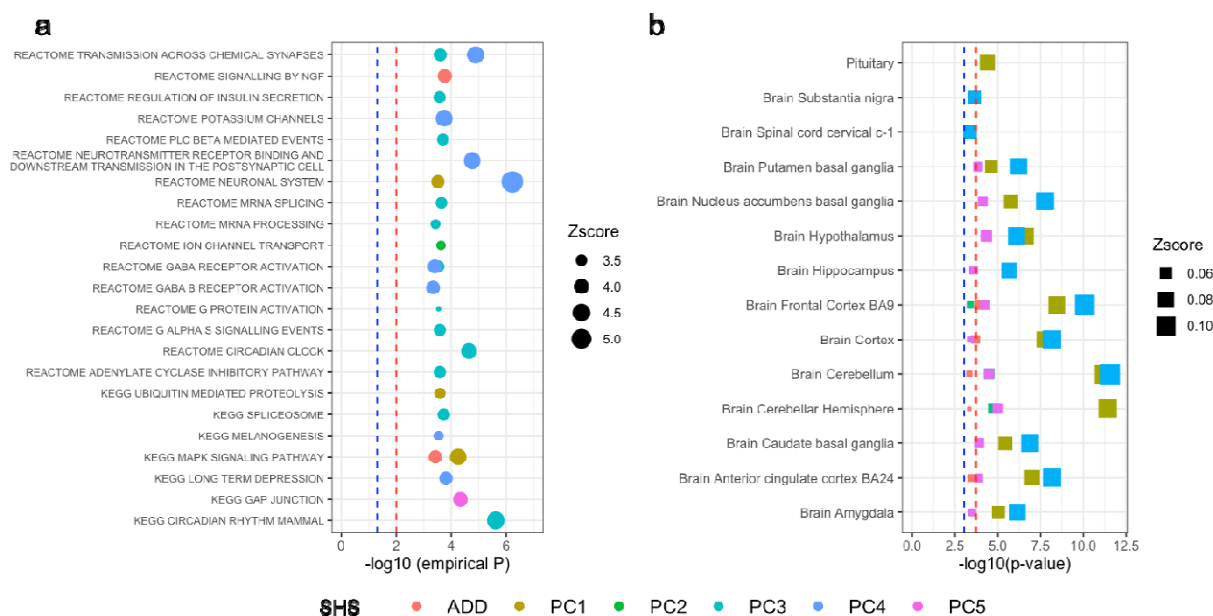 a
REACTOME TRANSMISSION ACROSS CHEMICAL SYNAPSES
REACTOME SIGNALLING BY NGF
REACTOME REGULATION OF INSULIN SECRETION
REACTOME POTASSIUM CHANNELS
REACTOME PLC BETA MEDIATED EVENTS
REACTOME NEUROTRANSMITTER RECEPTOR BINDING AND
DOWNSTREAM TRANSMISSION IN THE POSTSYNAPTIC CELL
REACTOME NEURONAL SYSTEM
REACTOME MRNA SPLICING
REACTOME MRNA PROCESSING
REACTOME ION CHANNEL TRANSPORT
REACTOME GABA RECEPTOR ACTIVATION
REACTOME GABA B RECEPTOR ACTIVATION
REACTOME G PROTEIN ACTIVATION
REACTOME G ALPHA S SIGNALLING EVENTS
REACTOME CIRCADIAN CLOCK
REACTOME ADENYLATE CYCLASE INHIBITORY PATHWAY
KEGG UBIQUITIN MEDIATED PROTEOLYSIS
KEGG SPLICEOSOME
KEGG MELANOGENESIS
KEGG MAPK SIGNALING PATHWAY
KEGG LONG TERM DEPRESSION
KEGG GAP JUNCTION
KEGG CIRCADIAN RHYTHM MAMMAL
0 2 4 6
-log10 (empirical P)
Zscore
3.5
4.0
4.5
5.0
b
Pituitary
Brain Substantia nigra
Brain Spinal cord cervical c-1
Brain Putamen basal ganglia
Brain Nucleus accumbens basal ganglia
Brain Hypothalamus
Brain Hippocampus
Brain Frontal Cortex BA9
Brain Cortex
Brain Cerebellum
Brain Cerebellar Hemisphere
Brain Caudate basal ganglia
Brain Anterior cingulate cortex BA24
Brain Amygdala
0.0 2.5 5.0 7.5 10.0 12.5
-log10(p-value)
Zscore
0.06
0.08
0.10
SHS ADD PC1 PC2 PC3 PC4 PC5